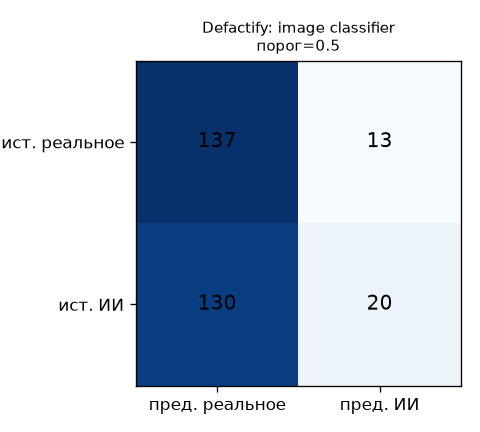 Defactify: image classifier
порог=0.5
ист. реальное
137
13
ист. ИИ
130
20
пред. реальное
пред. ИИ